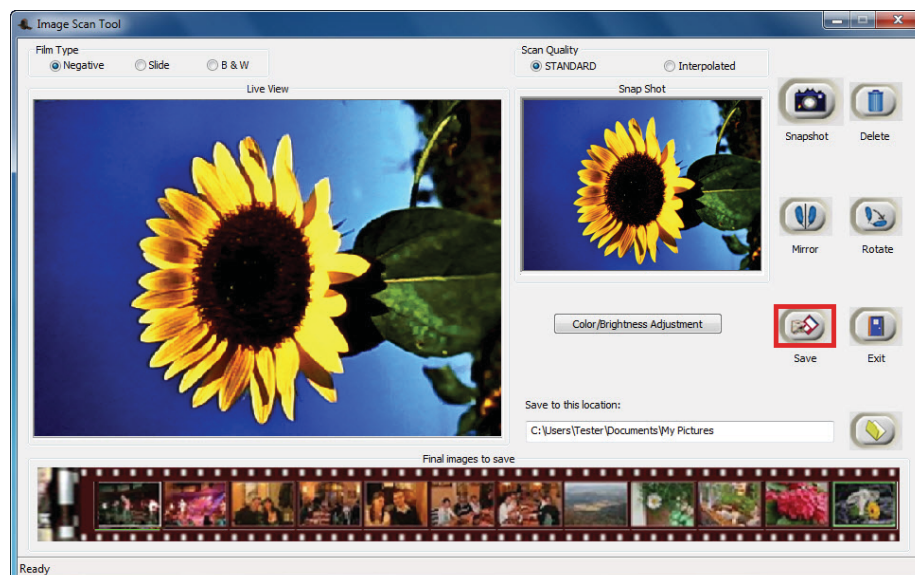 Image Scan Tool
Film Type
Negative
Slide
B & W
Scan Quality
STANDARD
Interpolated
Live View
Snap Shot
Snapshot
Delete
Mirror
Rotate
Color/Brightness Adjustment
Save
Exit
Save to this location:
C:\Users\Tester\Documents\My Pictures
Final images to save
Ready